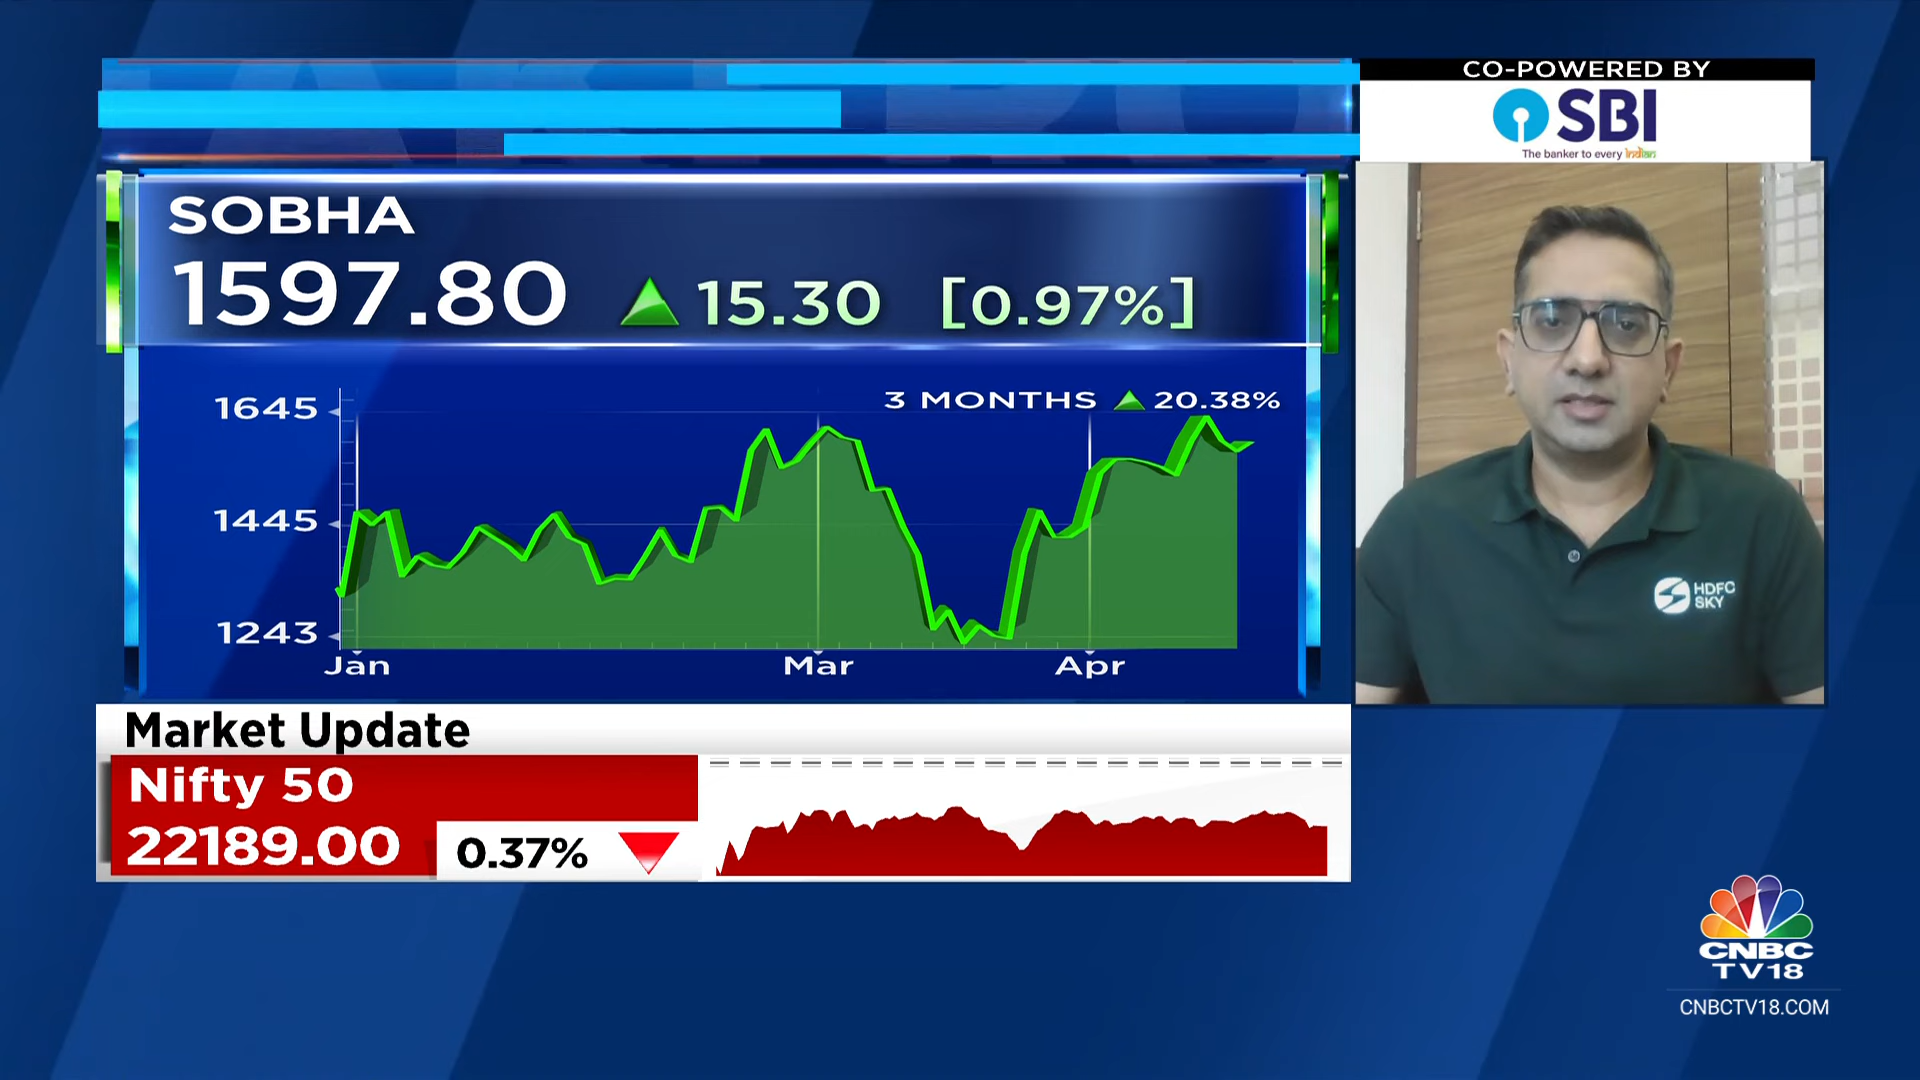 CO-POWERED BY
SBI
The banker to every indian
SOBHA
1597.80 ▲ 15.30 [0.97%]
3 MONTHS ▲ 20.38%
1645
1445
1243
Jan Mar Apr
HDFC
SKY
Market Update
Nifty 50
22189.00 0.37% ▼
CNBC
TV18
CNBCTV18.COM